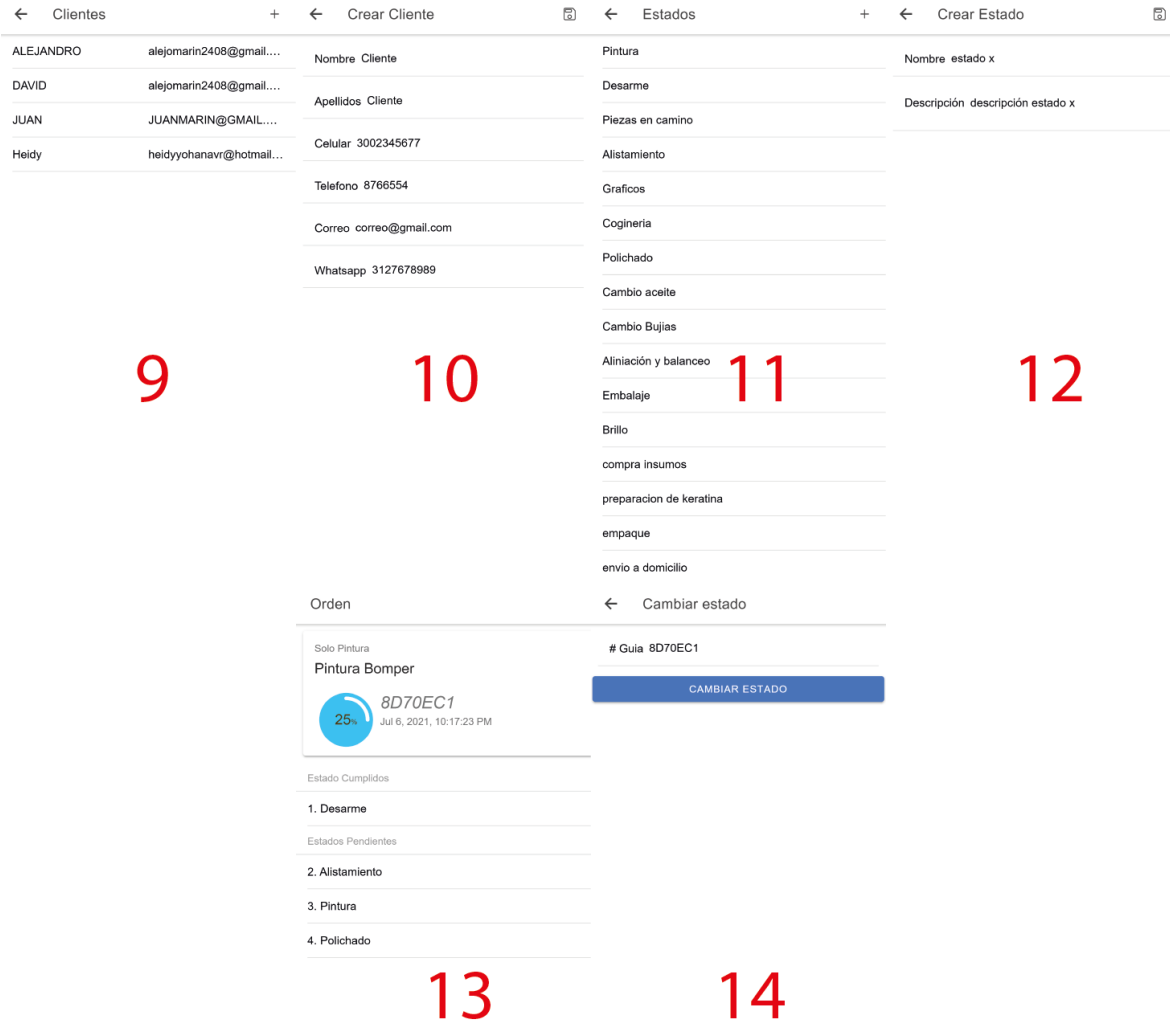 Clientes +
ALEJANDRO alejomarin2408@gmail....
DAVID alejomarin2408@gmail....
JUAN JUANMARIN@GMAIL....
Heidy heidyyohanavr@hotmail...
9
Crear Cliente
Nombre Cliente
Apellidos Cliente
Celular 3002345677
Telefono 8766554
Correo correo@gmail.com
Whatsapp 3127678989
10
Estados +
Pintura
Desarme
Piezas en camino
Alistamiento
Graficos
Cogineria
Polichado
Cambio aceite
Cambio Bujias
Aliniación y balanceo
Embalaje
Brillo
compra insumos
preparacion de keratina
empaque
envio a domicilio
11
Crear Estado
Nombre estado x
Descripción descripción estado x
12
Orden
Solo Pintura
Pintura Bomper
25%
8D70EC1
Jul 6, 2021, 10:17:23 PM
Estado Cumplidos
1. Desarme
Estados Pendientes
2. Alistamiento
3. Pintura
4. Polichado
13
Cambiar estado
# Guia 8D70EC1
CAMBIAR ESTADO
14